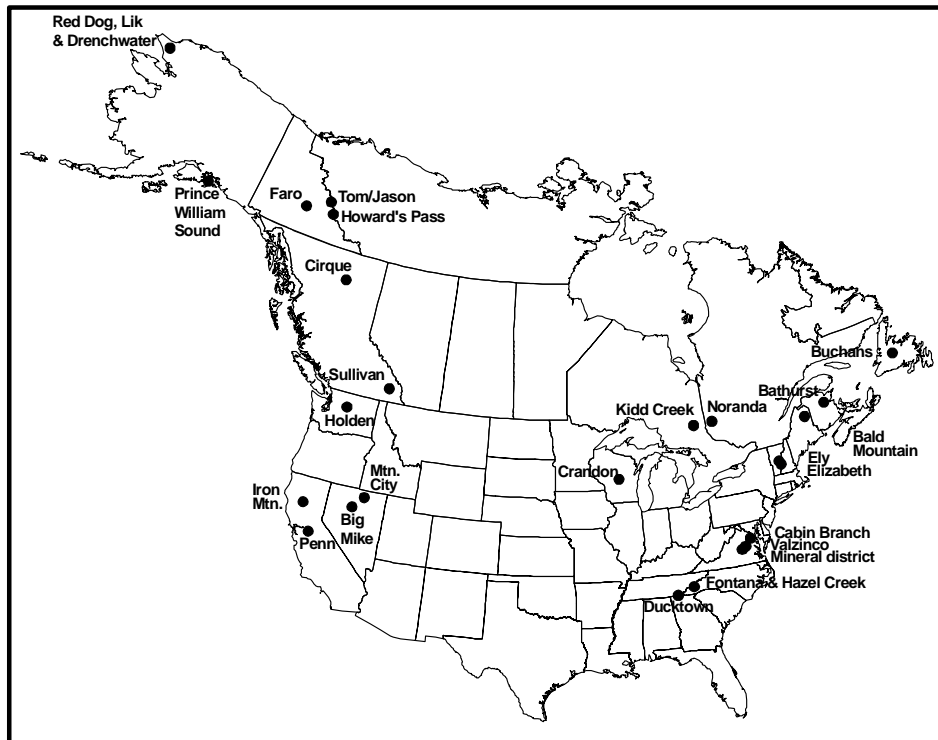 Red Dog, Lik
& Drenchwater
Prince
William
Sound
Faro
Tom/Jason
Howard's Pass
Cirque
Sullivan
Holden
Buchans
Bathurst
Kidd Creek
Noranda
Bald
Mountain
Ely
Elizabeth
Crandon
Mtn.
City
Iron
Mtn.
Big
Mike
Penn
Cabin Branch
Valzinco
Mineral district
Fontana & Hazel Creek
Ducktown